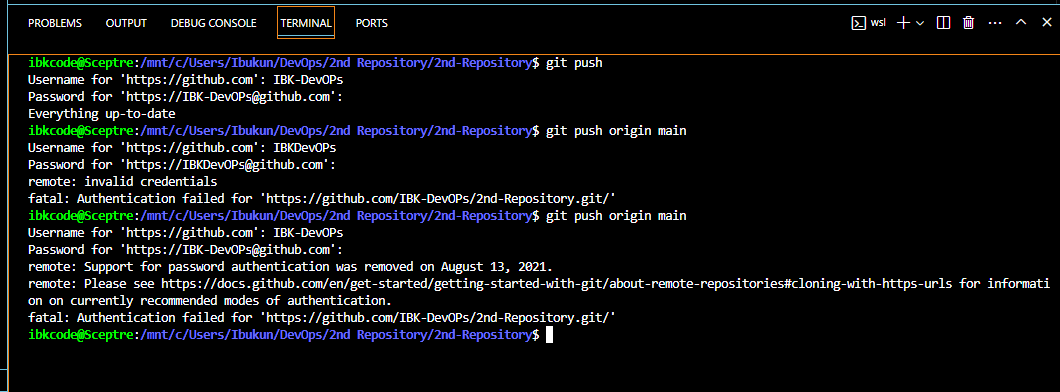 PROBLEMS OUTPUT DEBUG CONSOLE TERMINAL PORTS wsl
ibkcode@Sceptre:/mnt/c/Users/Ibukun/DevOps/2nd Repository/2nd-Repository$ git push
Username for 'https://github.com': IBK-DevOPs
Password for 'https://IBK-DevOPs@github.com':
Everything up-to-date
ibkcode@Sceptre:/mnt/c/Users/Ibukun/DevOps/2nd Repository/2nd-Repository$ git push origin main
Username for 'https://github.com': IBKDevOPs
Password for 'https://IBKDevOPs@github.com':
remote: invalid credentials
fatal: Authentication failed for 'https://github.com/IBK-DevOPs/2nd-Repository.git/'
ibkcode@Sceptre:/mnt/c/Users/Ibukun/DevOps/2nd Repository/2nd-Repository$ git push origin main
Username for 'https://github.com': IBK-DevOPs
Password for 'https://IBK-DevOPs@github.com':
remote: Support for password authentication was removed on August 13, 2021.
remote: Please see https://docs.github.com/en/get-started/getting-started-with-git/about-remote-repositories#cloning-with-https-urls for informati
on on currently recommended modes of authentication.
fatal: Authentication failed for 'https://github.com/IBK-DevOPs/2nd-Repository.git/'
ibkcode@Sceptre:/mnt/c/Users/Ibukun/DevOps/2nd Repository/2nd-Repository$